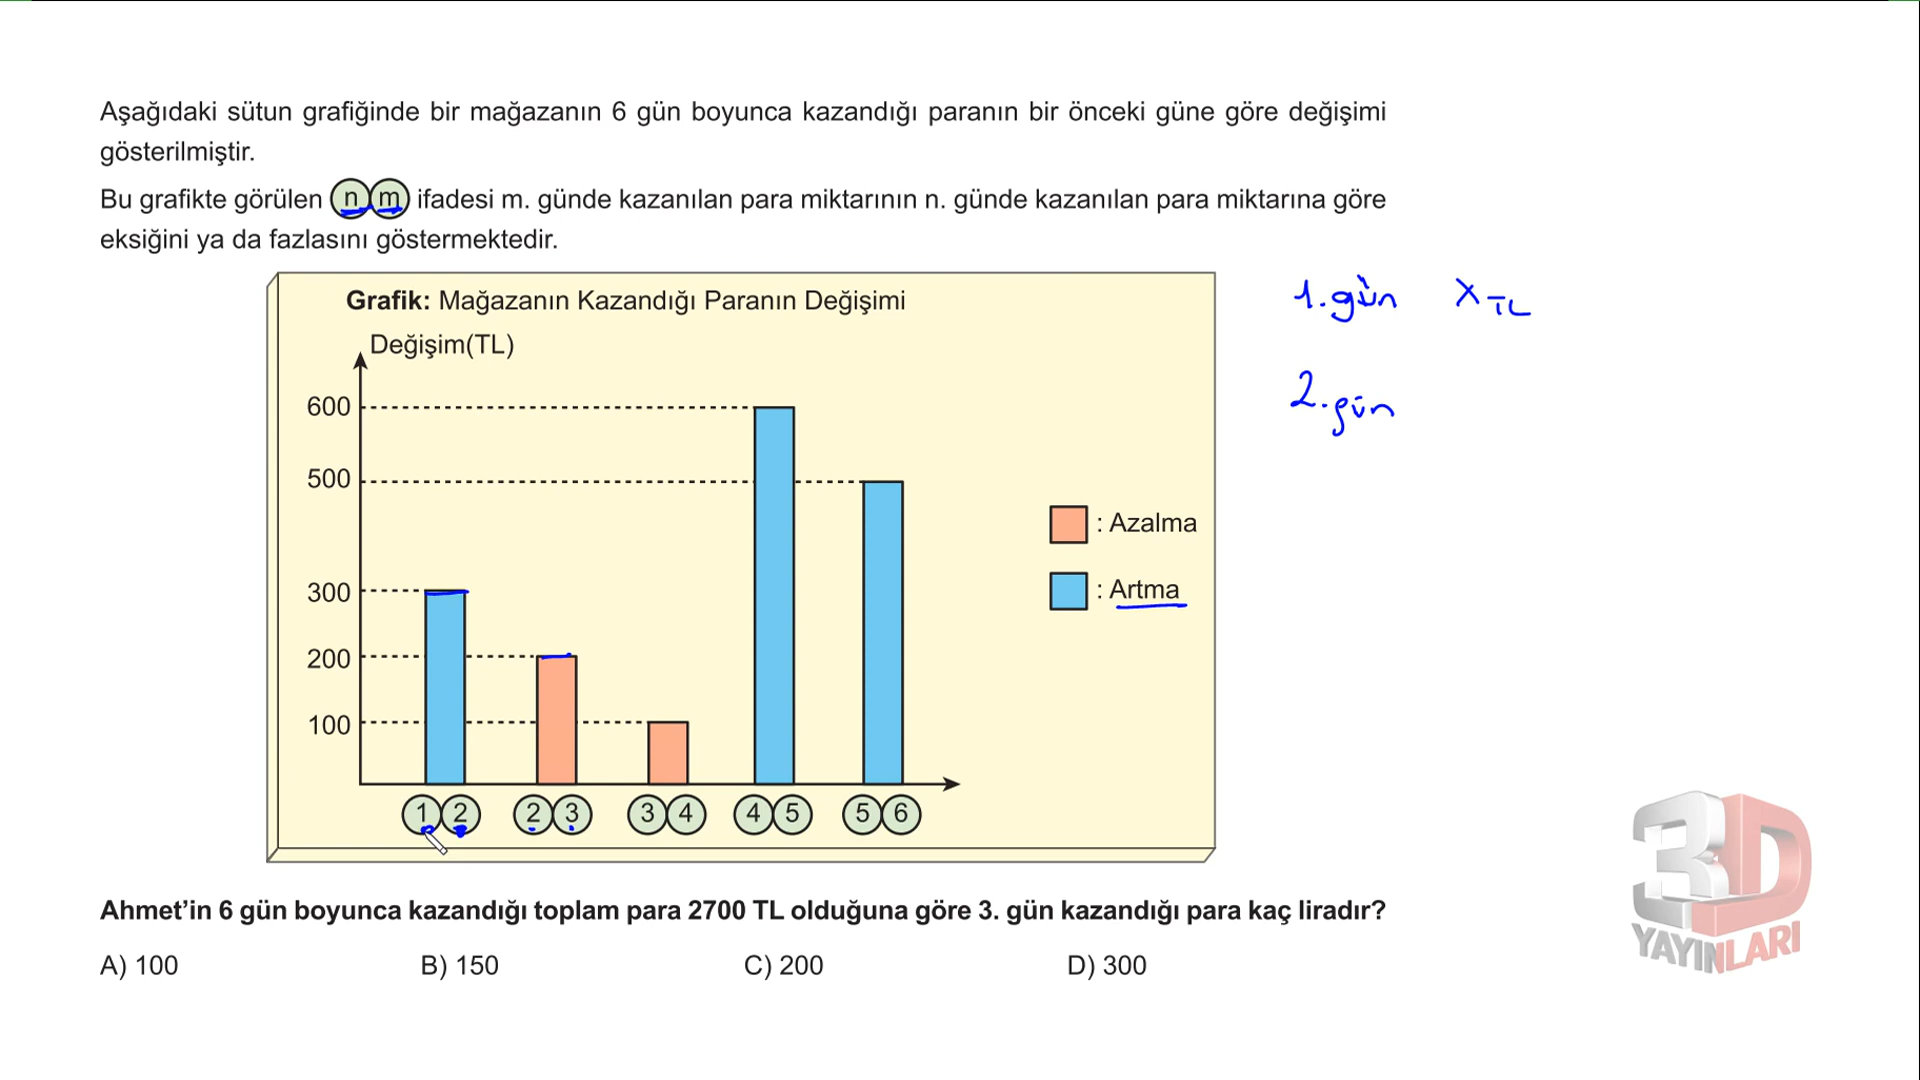 Aşağıdaki sütun grafiğinde bir mağazanın 6 gün boyunca kazandığı paranın bir önceki güne göre değişimi
gösterilmiştir.
Bu grafikte görülen n m ifadesi m. günde kazanılan para miktarının n. günde kazanılan para miktarına göre
eksiğini ya da fazlasını göstermektedir.
Grafik: Mağazanın Kazandığı Paranın Değişimi
Değişim(TL)
600
500
300
200
100
1 2 2 3 3 4 4 5 5 6
: Azalma
: Artma
1. gün X TL
2. gün
Ahmet’in 6 gün boyunca kazandığı toplam para 2700 TL olduğuna göre 3. gün kazandığı para kaç liradır?
A) 100 B) 150 C) 200 D) 300
3D
YAYINLARI